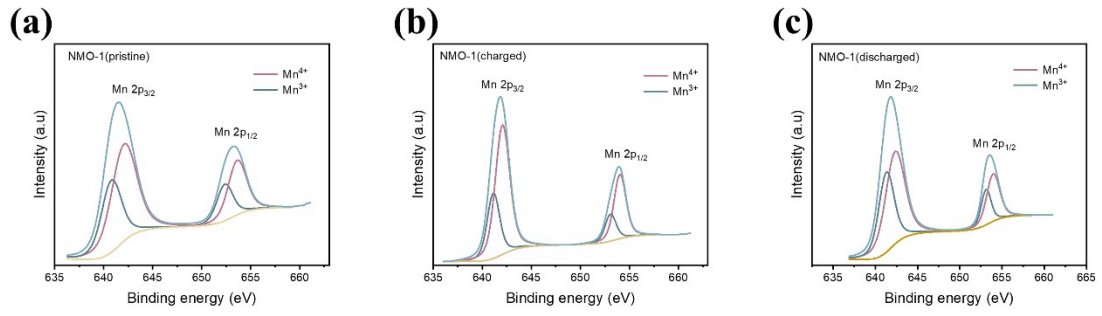 (a)
NMO-1(pristine)
Mn⁴⁺
Mn³⁺
Mn 2p₃/₂
Mn 2p₁/₂
Intensity (a.u)
635 640 645 650 655 660
Binding energy (eV)
(b)
NMO-1(charged)
Mn⁴⁺
Mn³⁺
Mn 2p₃/₂
Mn 2p₁/₂
Intensity (a.u)
635 640 645 650 655 660
Binding energy (eV)
(c)
NMO-1(discharged)
Mn⁴⁺
Mn³⁺
Mn 2p₃/₂
Mn 2p₁/₂
Intensity (a.u)
635 640 645 650 655 660 665
Binding energy (eV)